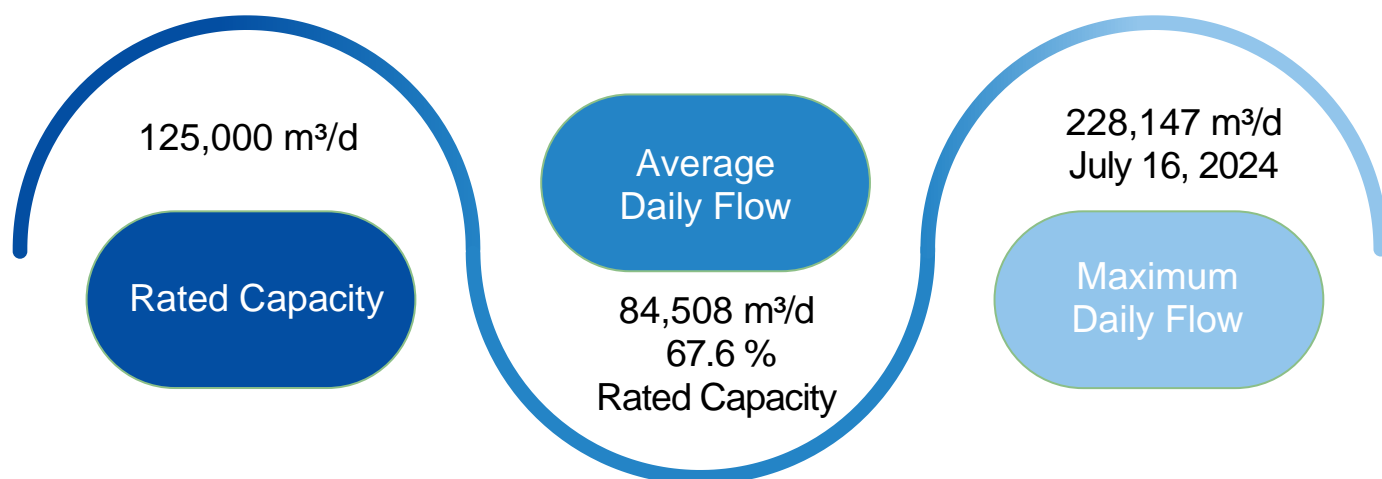 125,000 m³/d
Rated Capacity
Average
Daily Flow
84,508 m³/d
67.6 %
Rated Capacity
228,147 m³/d
July 16, 2024
Maximum
Daily Flow